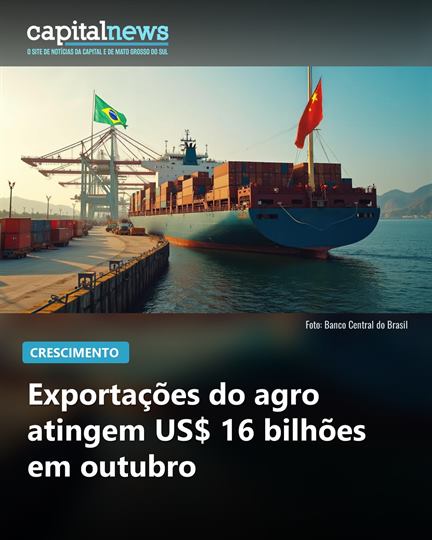 capitalnews
O SITE DE NOTÍCIAS DA CAPITAL E DE MATO GROSSO DO SUL
Foto: Banco Central do Brasil
CRESCIMENTO
Exportações do agro
atingem US$ 16 bilhões
em outubro